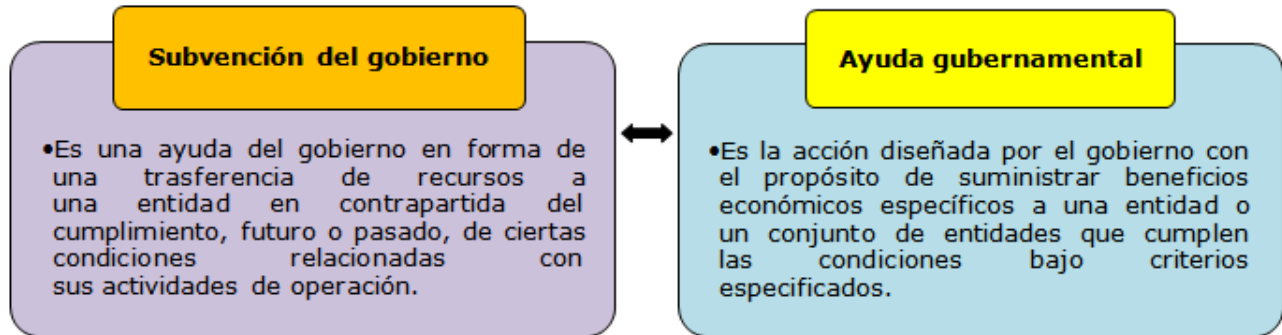 Subvención del gobierno
•Es una ayuda del gobierno en forma de
una trasferencia de recursos a
una entidad en contrapartida del
cumplimiento, futuro o pasado, de ciertas
condiciones relacionadas con
sus actividades de operación.
Ayuda gubernamental
•Es la acción diseñada por el gobierno con
el propósito de suministrar beneficios
económicos específicos a una entidad o
un conjunto de entidades que cumplen
las condiciones bajo criterios
especificados.